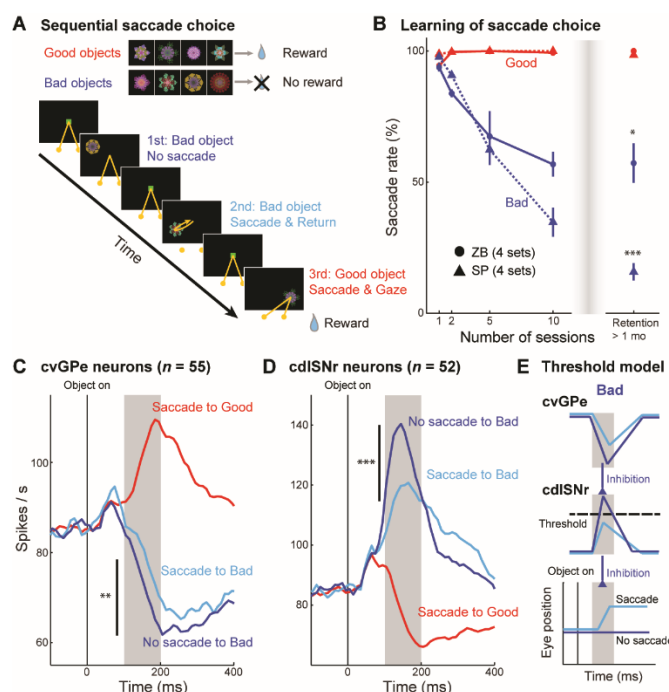 A Sequential saccade choice
Good objects
Reward
Bad objects
No reward
1st: Bad object
No saccade
2nd: Bad object
Saccade & Return
3rd: Good object
Saccade & Gaze
Reward
Time
B Learning of saccade choice
100
50
0
Saccade rate (%)
Good
Bad
ZB (4 sets)
SP (4 sets)
*
***
1 2 5 10
Number of sessions
Retention
> 1 mo
C cvGPe neurons (n = 55)
Object on
Saccade to Good
Saccade to Bad
No saccade to Bad
**
100
80
60
Spikes / s
0 200 400
Time (ms)
D cdlSNr neurons (n = 52)
Object on
No saccade to Bad
Saccade to Bad
Saccade to Good
***
140
120
100
80
0 200 400
Time (ms)
E Threshold model
Bad
cvGPe
Inhibition
cdlSNr
Threshold
Object on
Inhibition
Saccade
No saccade
Eye position
Time (ms)